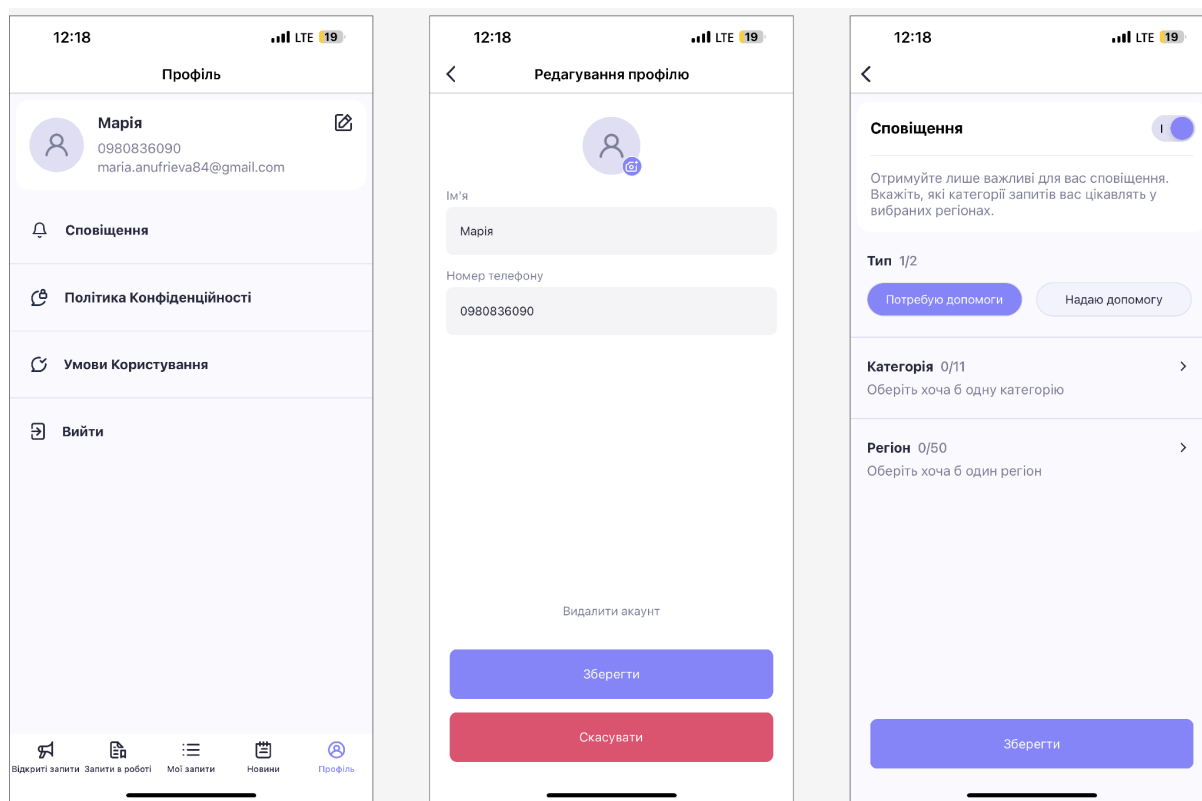 12:18
LTE 19
Профіль
Марія
0980836090
maria.anufrieva84@gmail.com
Сповіщення
Політика Конфіденційності
Умови Користування
Вийти
Відкриті запити
Запити в роботі
Мої запити
Новини
Профіль
12:18
LTE 19
Редагування профілю
Ім'я
Марія
Номер телефону
0980836090
Видалити акаунт
Зберегти
Скасувати
12:18
LTE 19
Сповіщення
Отримуйте лише важливі для вас сповіщення.
Вкажіть, які категорії запитів вас цікавлять у
вибраних регіонах.
Тип 1/2
Потребую допомоги
Надаю допомогу
Категорія 0/11
Оберіть хоча б одну категорію
Регіон 0/50
Оберіть хоча б один регіон
Зберегти